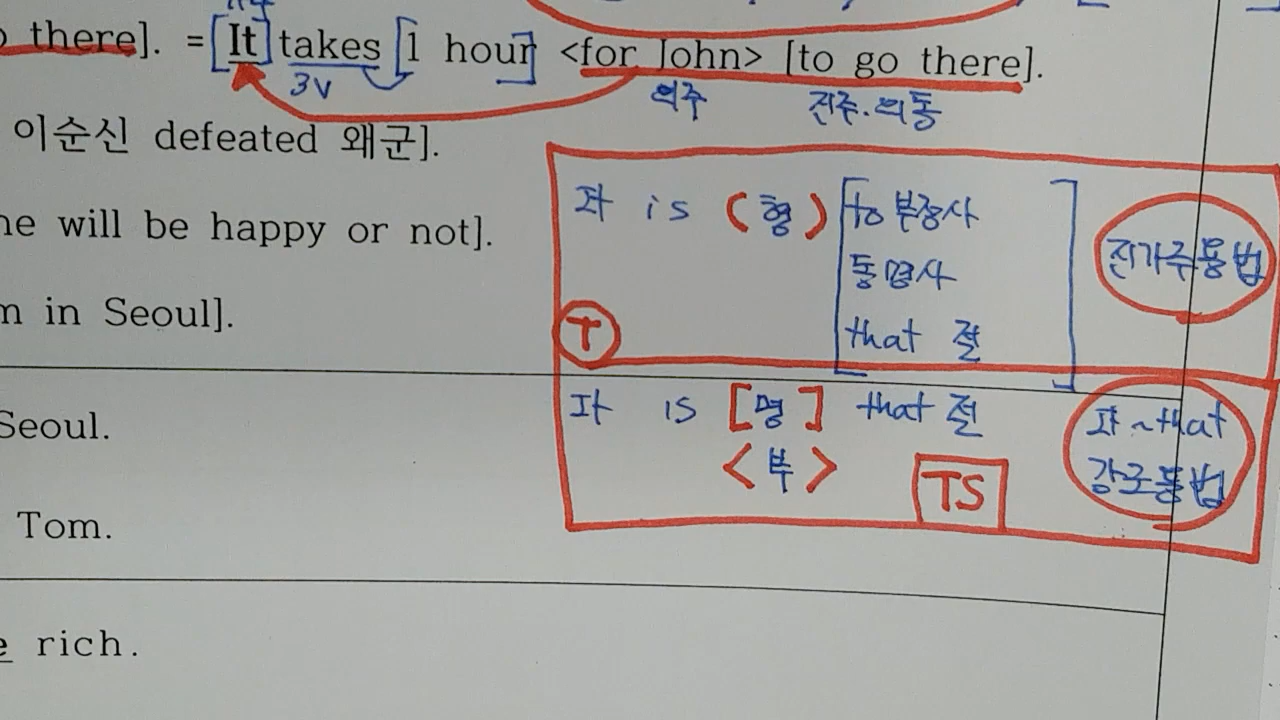 there]. = [It] takes [1 hour] <for John> [to go there].
3V 의주 진주.의동
이순신 defeated 왜군].
he will be happy or not].
It is (형) to 부정사
동명사
that 절
진가주용법
T
m in Seoul].
It is [명] that 절
<부>
TS
It ~ that
강조용법
Seoul.
Tom.
e rich.